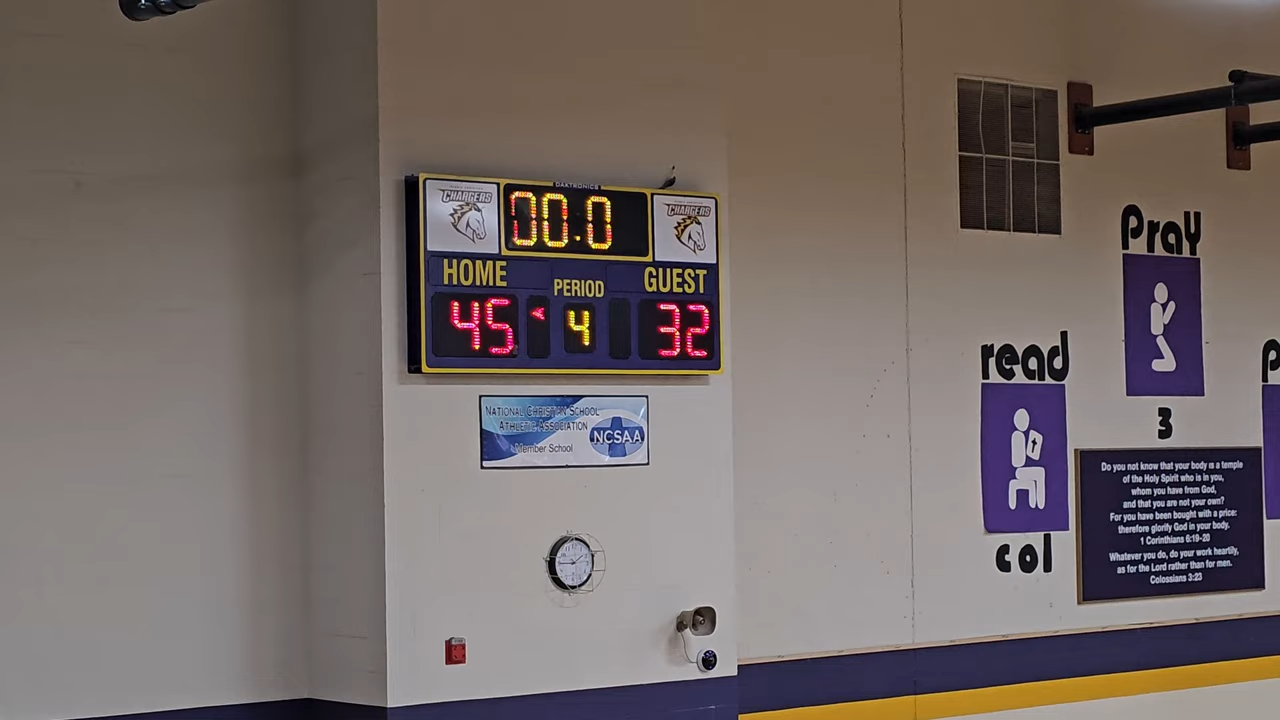 DAKTRONICS
CHARGERS
00.0
CHARGERS
HOME
PERIOD
GUEST
45
4
32
NATIONAL CHRISTIAN SCHOOL
ATHLETIC ASSOCIATION
Member School
NCSAA
PraY
read
P
3
col
Do you not know that your body is a temple
of the Holy Spirit who is in you,
whom you have from God,
and that you are not your own?
For you have been bought with a price:
therefore glorify God in your body.
1 Corinthians 6:19-20
Whatever you do, do your work heartily,
as for the Lord rather than for men.
Colossians 3:23